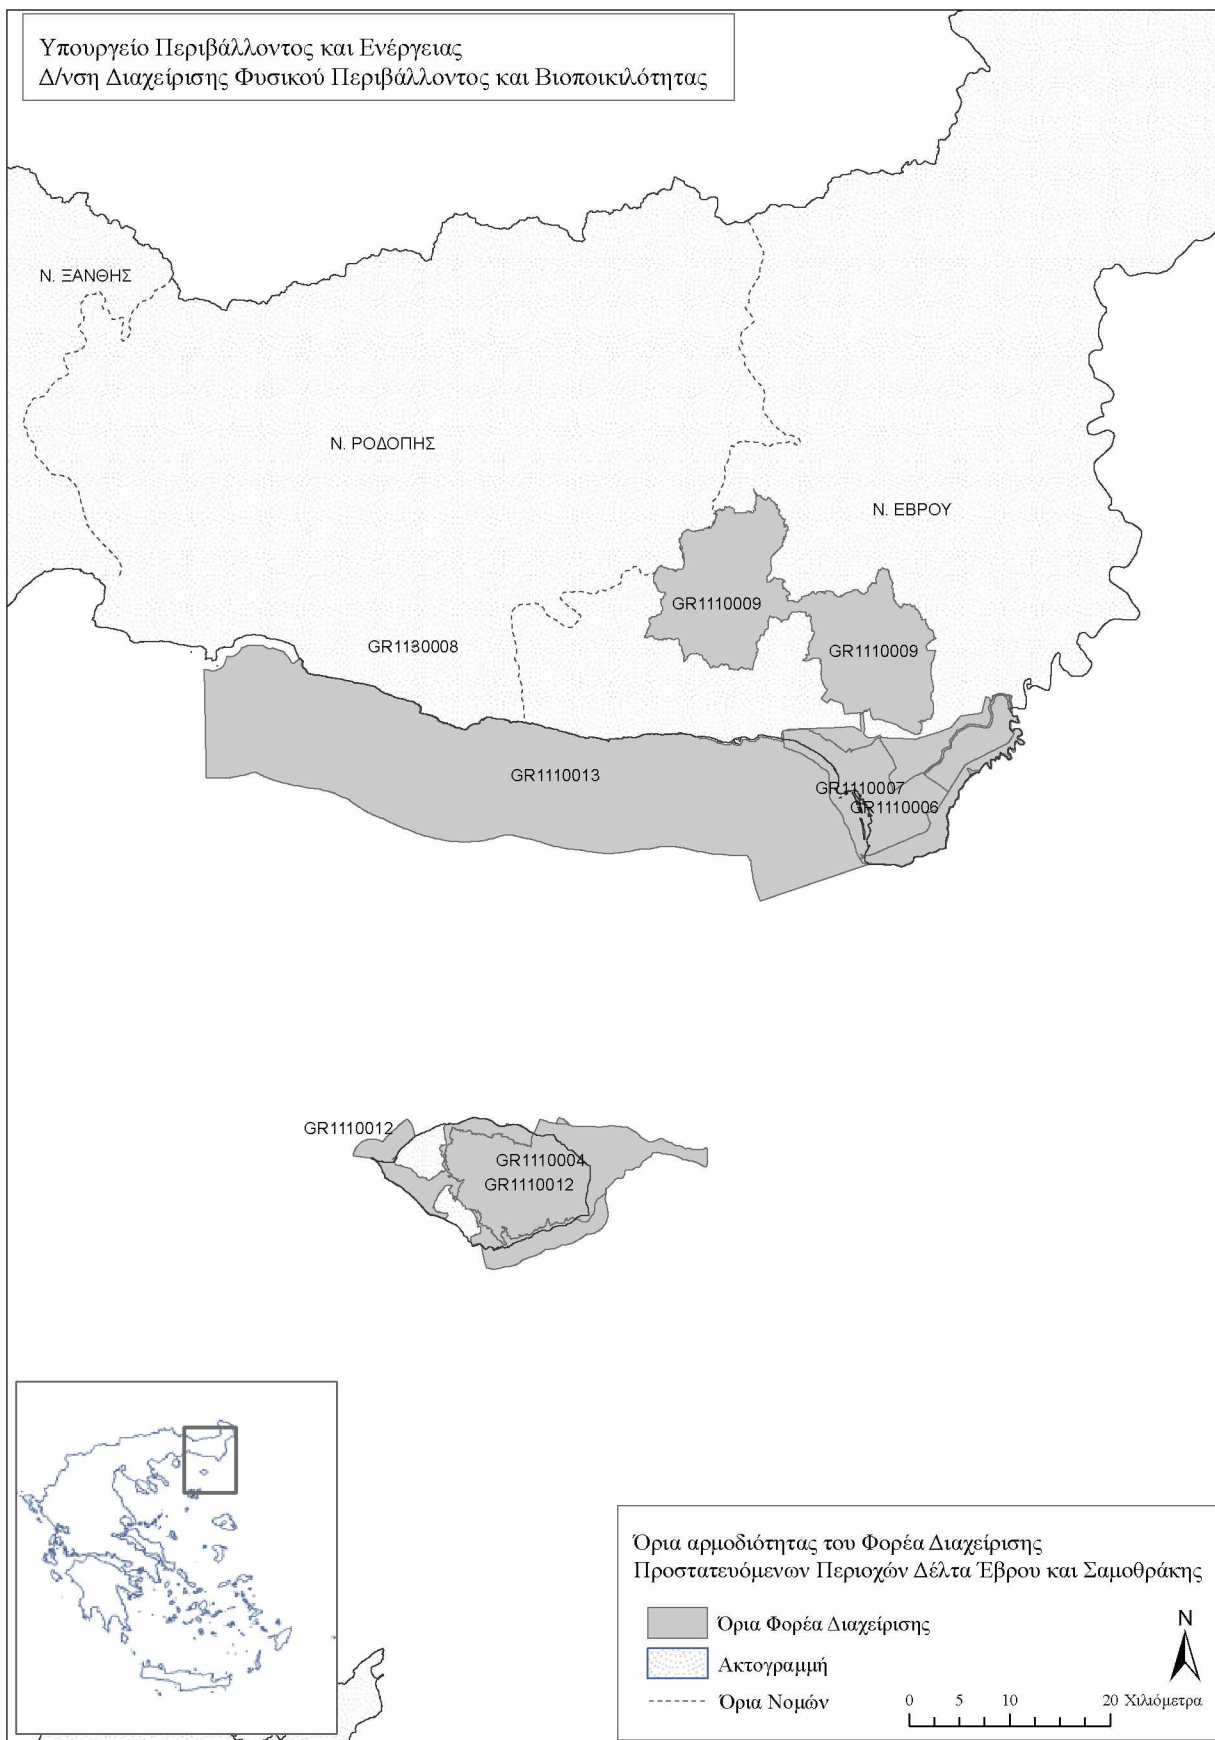 Υπουργείο Περιβάλλοντος και Ενέργειας
Δ/νση Διαχείρισης Φυσικού Περιβάλλοντος και Βιοποικιλότητας
Ν. ΞΑΝΘΗΣ
Ν. ΡΟΔΟΠΗΣ
Ν. ΕΒΡΟΥ
GR1110009
GR1130008
GR1110009
GR1110013
GR1110007
GR1110006
GR1110012
GR1110004
GR1110012
Όρια αρμοδιότητας του Φορέα Διαχείρισης
Προστατευόμενων Περιοχών Δέλτα Έβρου και Σαμοθράκης
Όρια Φορέα Διαχείρισης
Ακτογραμμή
Όρια Νομών
N
0 5 10 20 Χιλιόμετρα